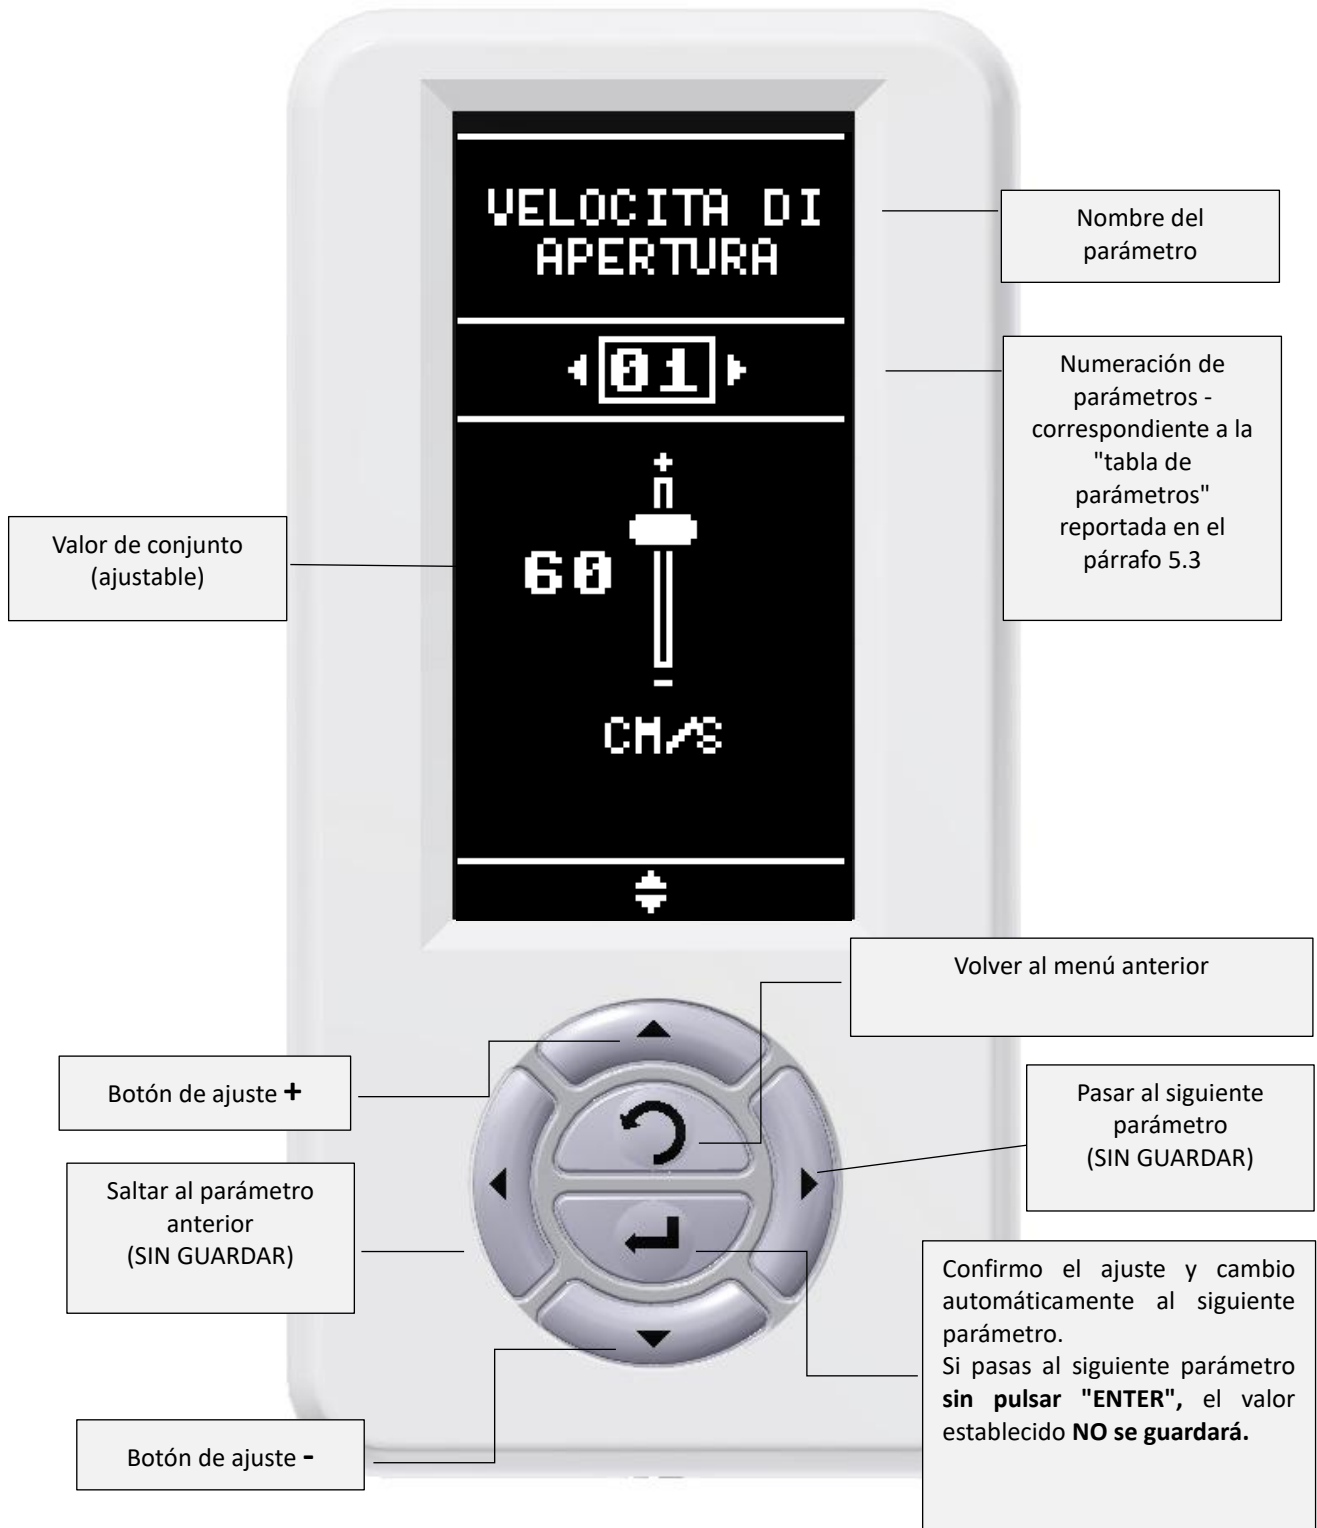 VELOCITA DI
APERTURA
01
60
+
-
CM/S
Nombre del
parámetro
Numeración de
parámetros -
correspondiente a la
"tabla de
parámetros"
reportada en el
párrafo 5.3
Valor de conjunto
(ajustable)
Volver al menú anterior
Botón de ajuste +
Pasar al siguiente
parámetro
(SIN GUARDAR)
Saltar al parámetro
anterior
(SIN GUARDAR)
Confirmo el ajuste y cambio
automáticamente al siguiente
parámetro.
Si pasas al siguiente parámetro
sin pulsar "ENTER", el valor
establecido NO se guardará.
Botón de ajuste -